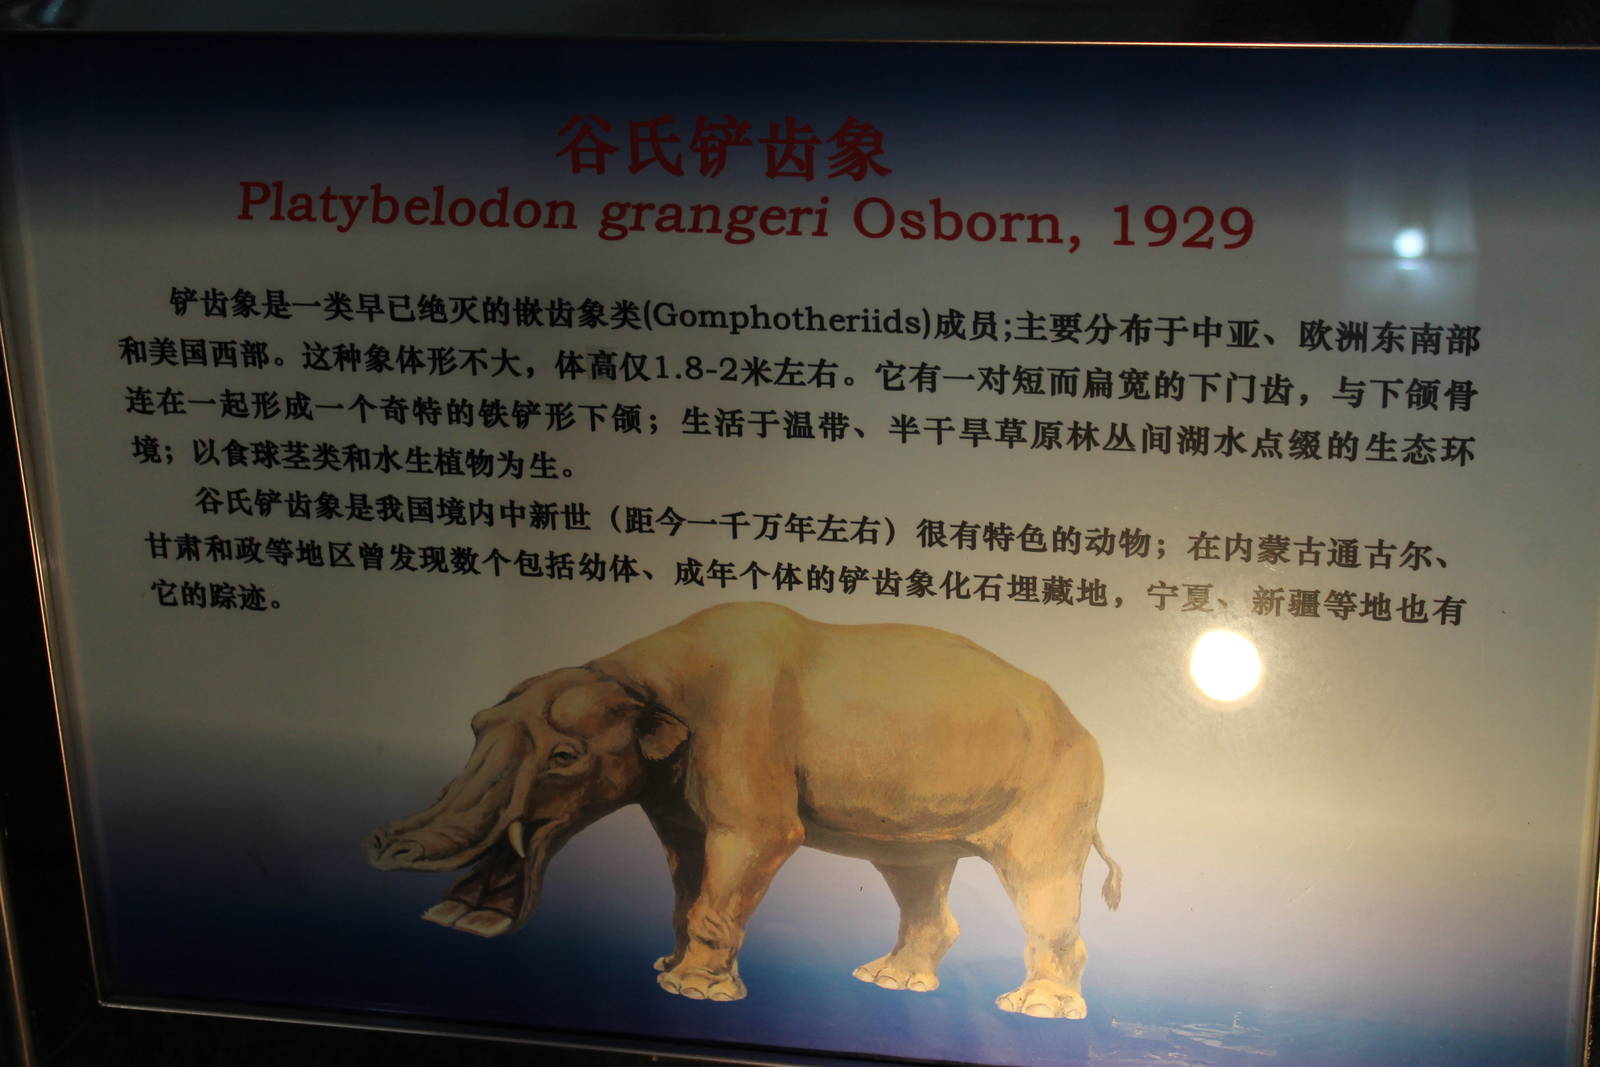 谷氏铲齿象
Platybelodon grangeri Osborn, 1929
铲齿象是一类早已绝灭的嵌齿象类(Gomphotheriids)成员;主要分布于中亚、欧洲东南部
和美国西部。这种象体形不大，体高仅1.8-2米左右。它有一对短而扁宽的下门齿，与下颌骨
连在一起形成一个奇特的铁铲形下颌；生活于温带、半干旱草原林丛间湖水点缀的生态环
境；以食球茎类和水生植物为生。
谷氏铲齿象是我国境内中新世（距今一千万年左右）很有特色的动物；在内蒙古通古尔、
甘肃和政等地区曾发现数个包括幼体、成年个体的铲齿象化石埋藏地，宁夏、新疆等地也有
它的踪迹。